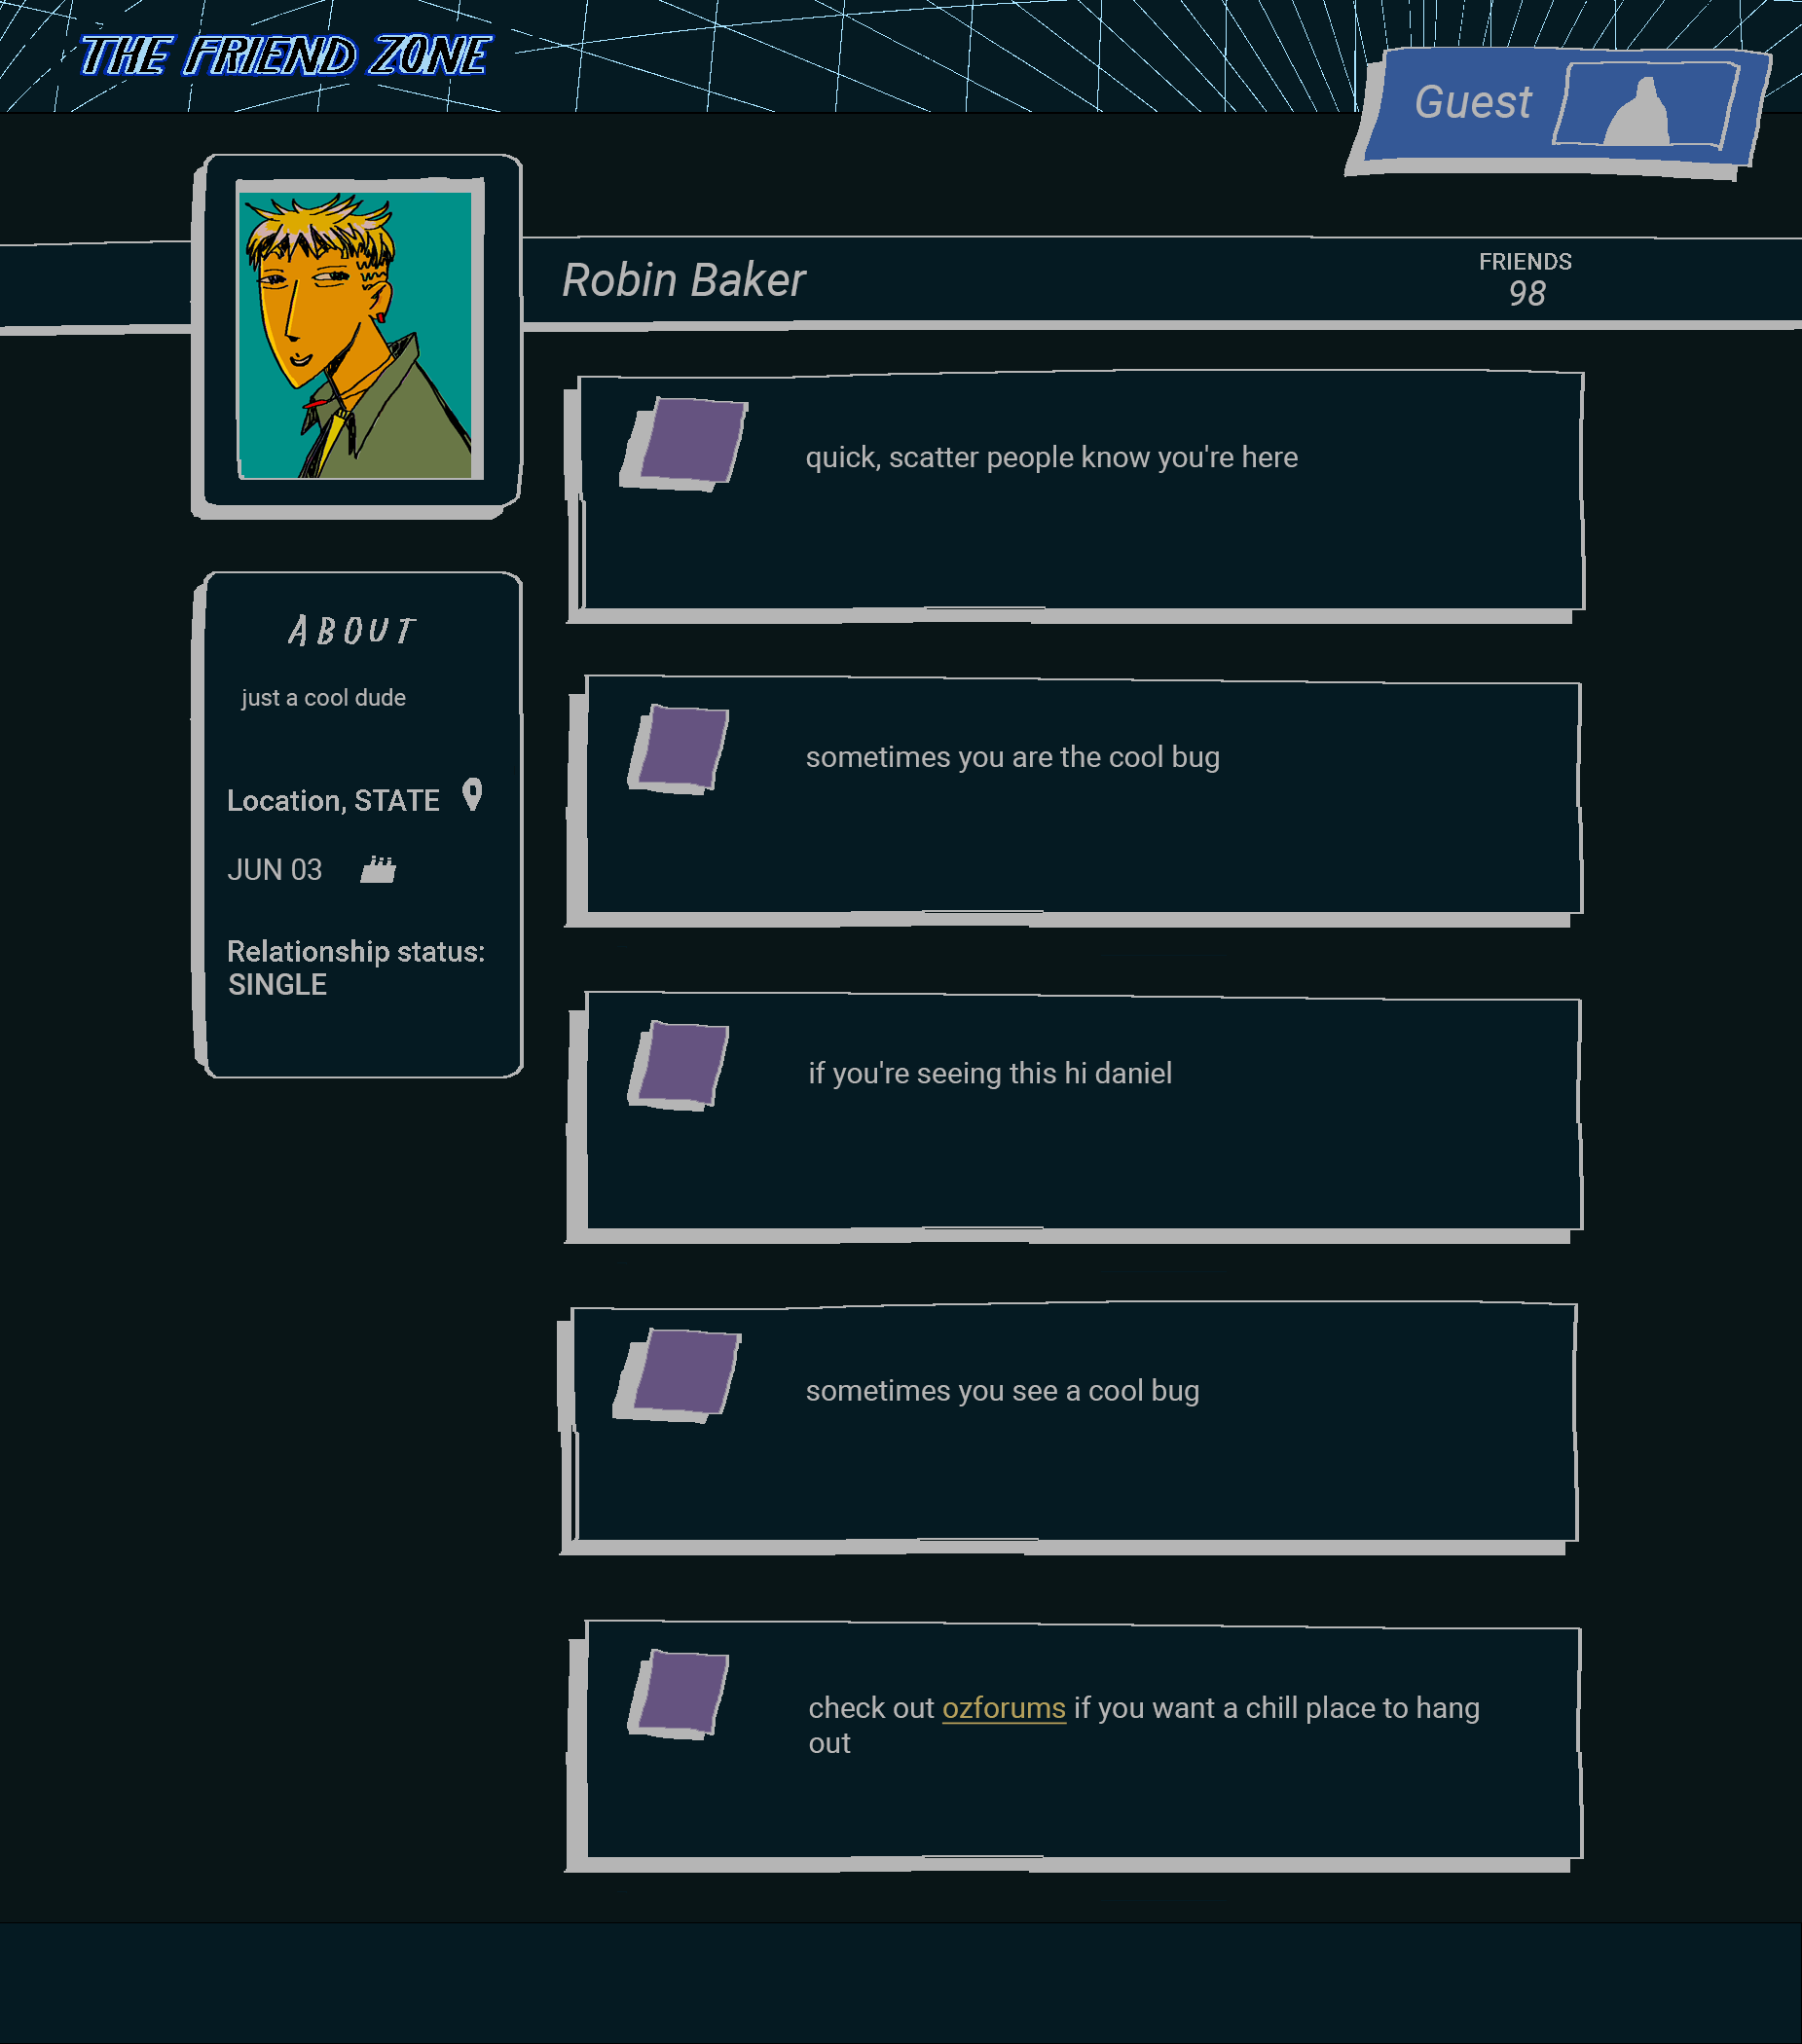 THE FRIEND ZONE
Guest
Robin Baker
FRIENDS
98
quick, scatter people know you're here
ABOUT
just a cool dude
Location, STATE
JUN 03
Relationship status:
SINGLE
sometimes you are the cool bug
if you're seeing this hi daniel
sometimes you see a cool bug
check out ozforums if you want a chill place to hang
out